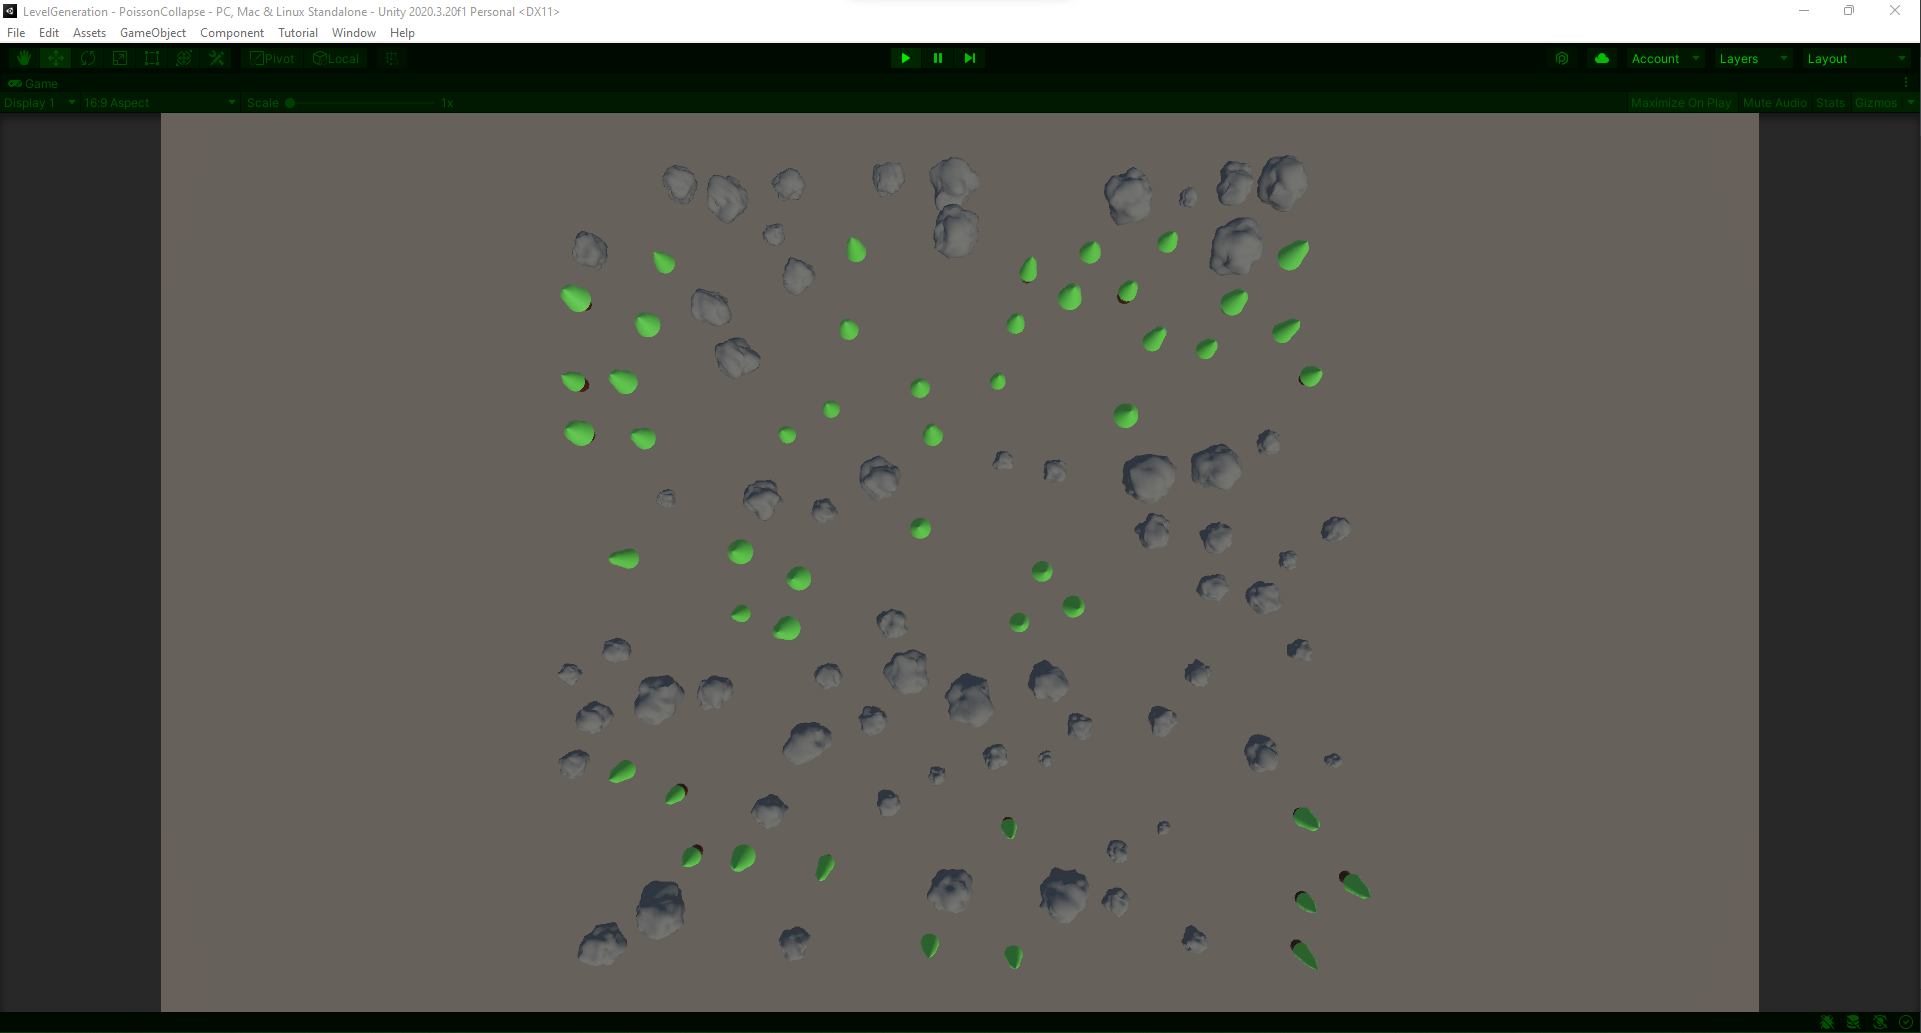 LevelGeneration - PoissonCollapse - PC, Mac & Linux Standalone - Unity 2020.3.20f1 Personal <DX11>
File Edit Assets GameObject Component Tutorial Window Help
Pivot Local Account Layers Layout
Game
Display 1 16:9 Aspect Scale 1x Maximize On Play Mute Audio Stats Gizmos